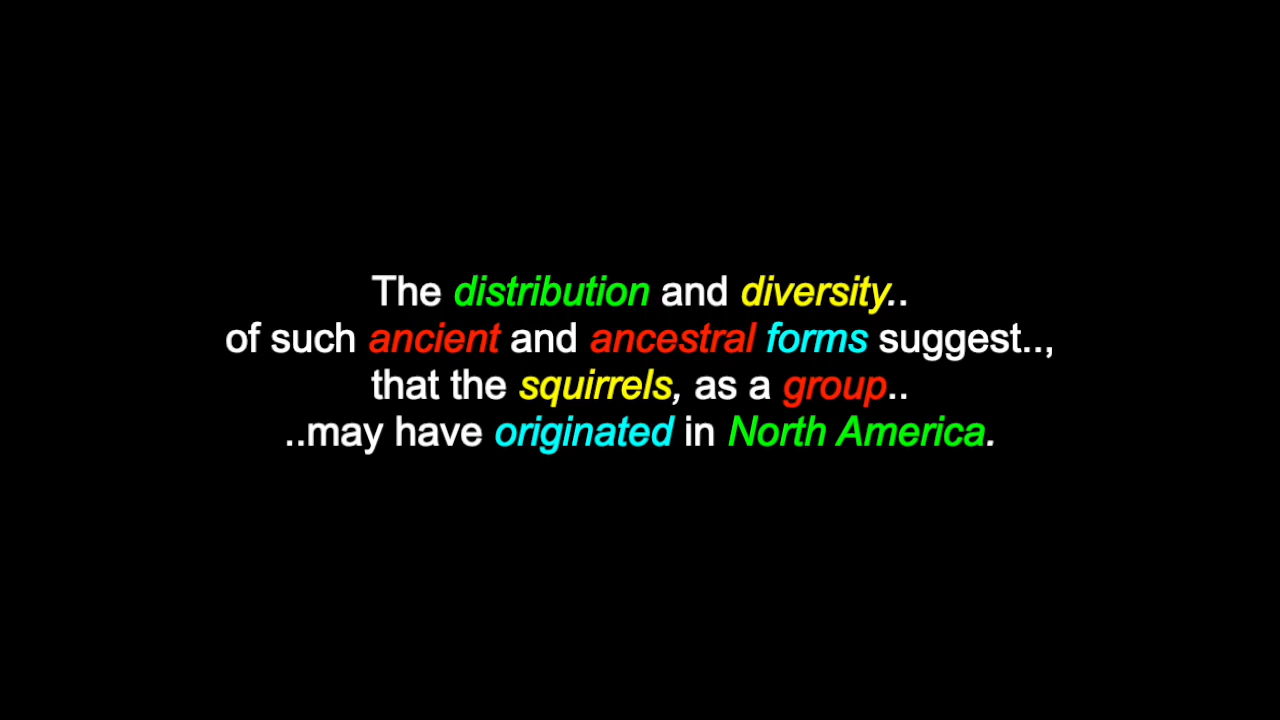 The distribution and diversity..
of such ancient and ancestral forms suggest..,
that the squirrels, as a group..
..may have originated in North America.